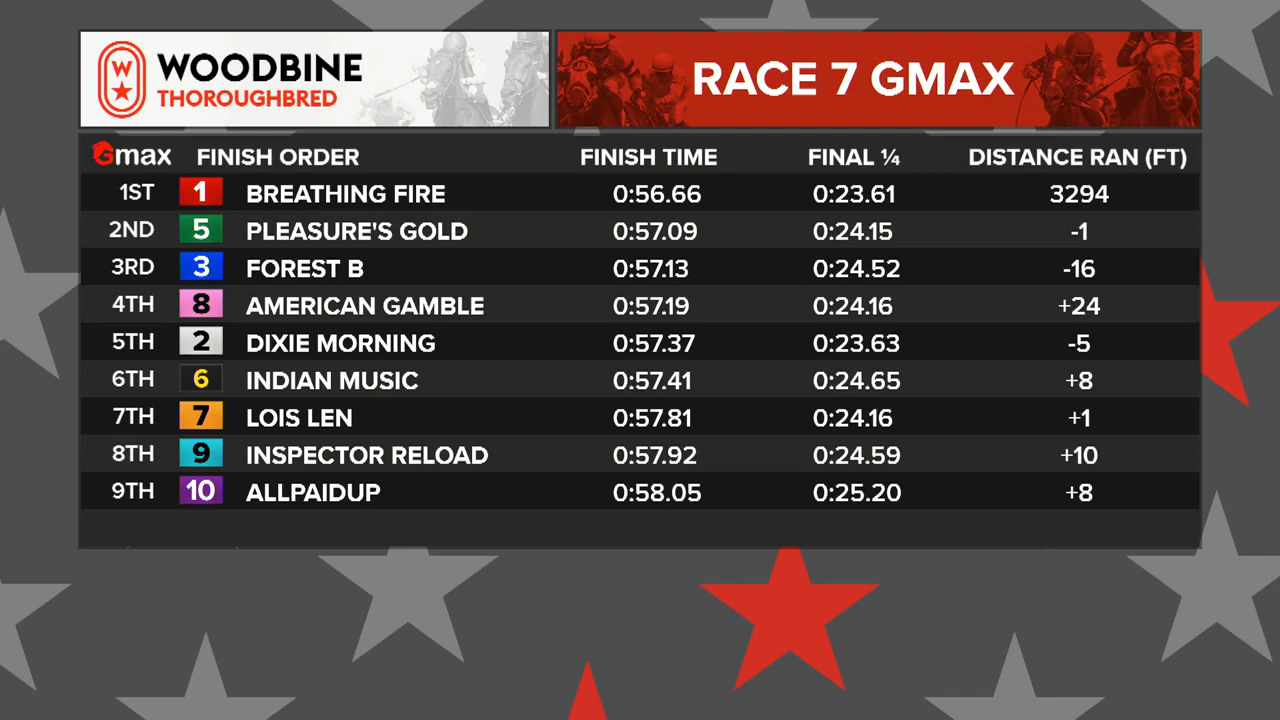 W WOODBINE
THOROUGHBRED
RACE 7 GMAX
Gmax FINISH ORDER FINISH TIME FINAL ¼ DISTANCE RAN (FT)
1ST 1 BREATHING FIRE 0:56.66 0:23.61 3294
2ND 5 PLEASURE'S GOLD 0:57.09 0:24.15 -1
3RD 3 FOREST B 0:57.13 0:24.52 -16
4TH 8 AMERICAN GAMBLE 0:57.19 0:24.16 +24
5TH 2 DIXIE MORNING 0:57.37 0:23.63 -5
6TH 6 INDIAN MUSIC 0:57.41 0:24.65 +8
7TH 7 LOIS LEN 0:57.81 0:24.16 +1
8TH 9 INSPECTOR RELOAD 0:57.92 0:24.59 +10
9TH 10 ALLPAIDUP 0:58.05 0:25.20 +8